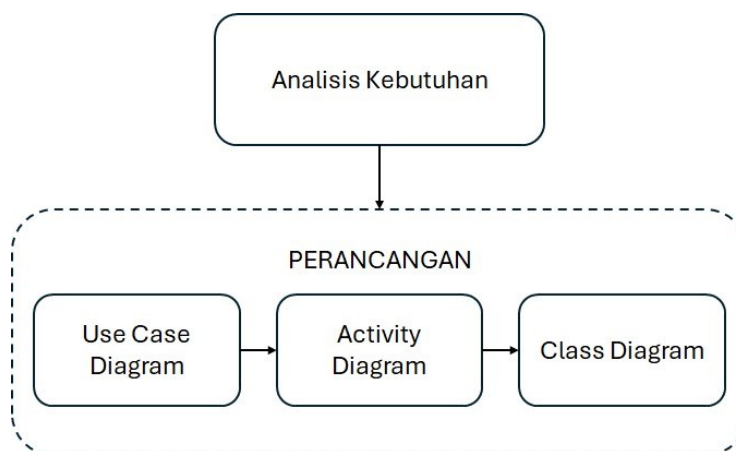 Analisis Kebutuhan
PERANCANGAN
Use Case
Diagram
Activity
Diagram
Class Diagram